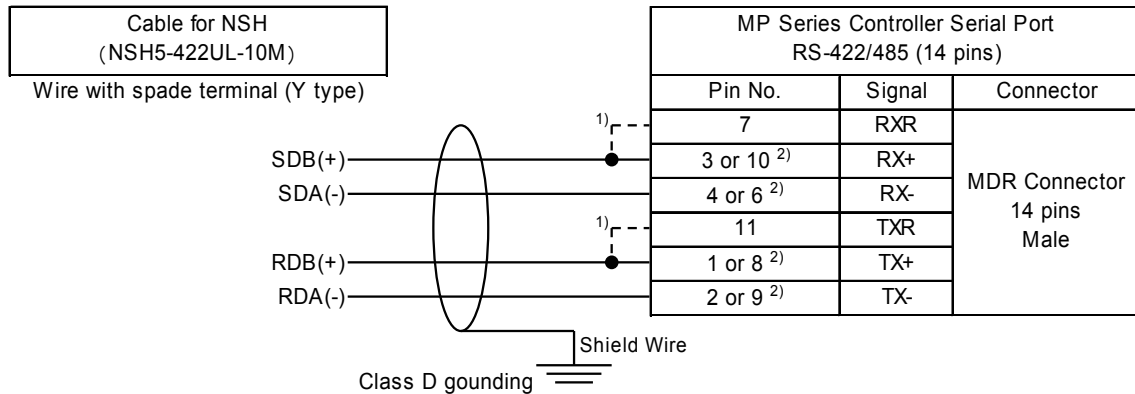 Cable for NSH
（NSH5-422UL-10M）
Wire with spade terminal (Y type)
MP Series Controller Serial Port
RS-422/485 (14 pins)
Pin No. Signal Connector
1) 7 RXR
SDB(+) 3 or 10 2) RX+
SDA(-) 4 or 6 2) RX-
MDR Connector
14 pins
Male
1) 11 TXR
RDB(+) 1 or 8 2) TX+
RDA(-) 2 or 9 2) TX-
Shield Wire
Class D gounding